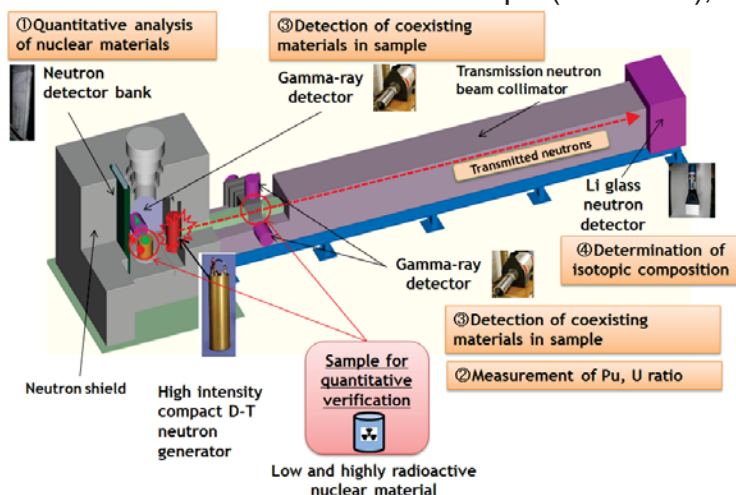 ①Quantitative analysis
of nuclear materials
③Detection of coexisting
materials in sample
Neutron
detector bank
Gamma-ray
detector
Transmission neutron
beam collimator
Transmitted neutrons
Li glass
neutron
detector
④Determination of
isotopic composition
Gamma-ray
detector
③Detection of coexisting
materials in sample
②Measurement of Pu, U ratio
Neutron shield
High intensity
compact D-T
neutron
generator
Sample for
quantitative
verification
Low and highly radioactive
nuclear material